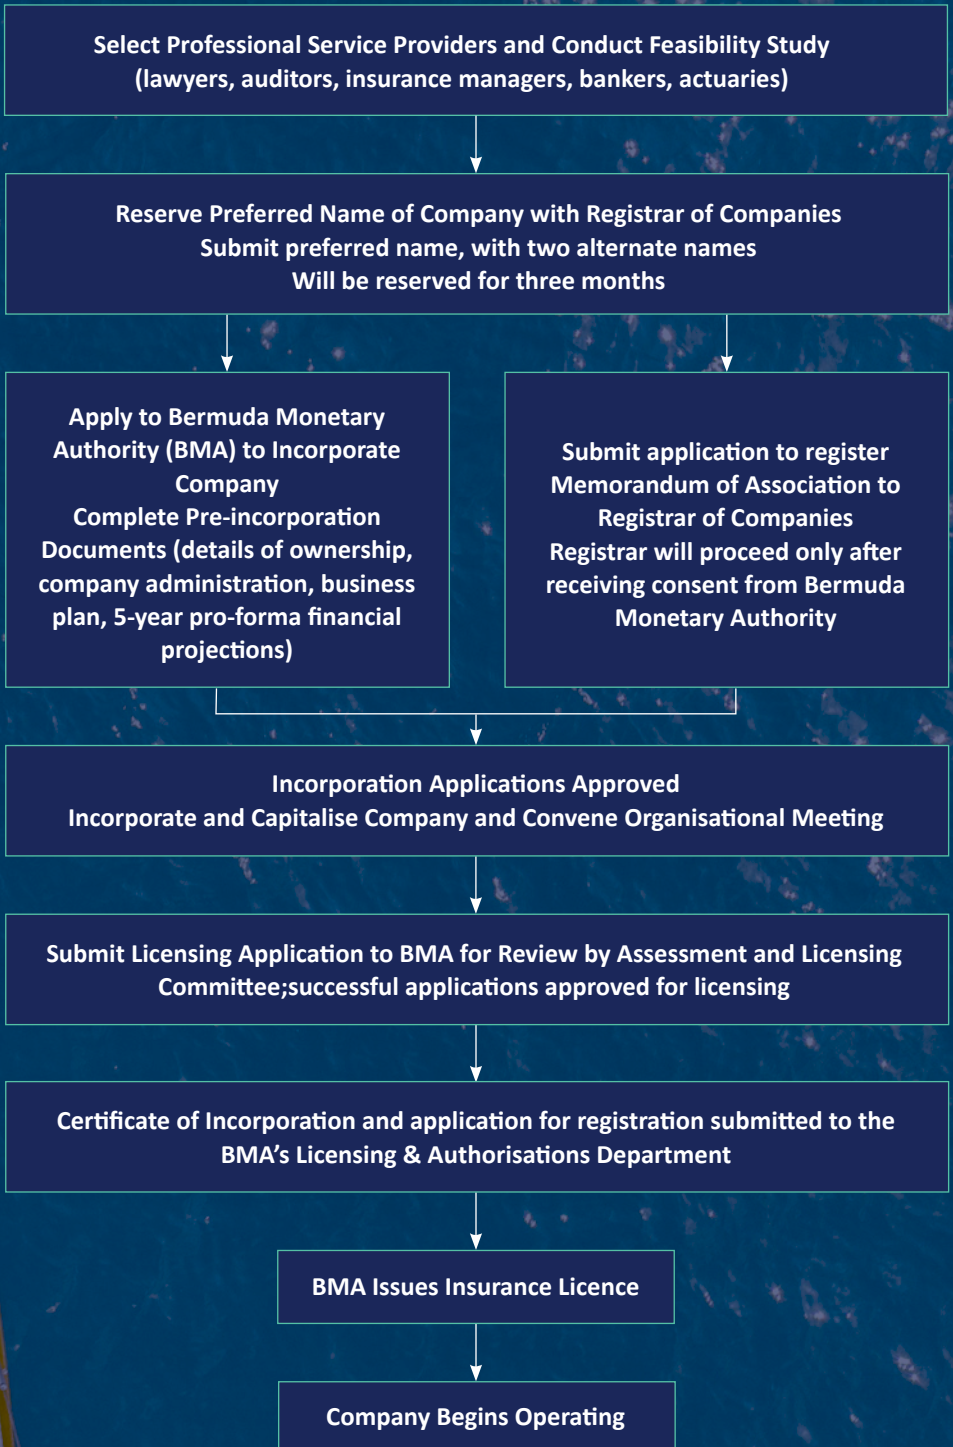 Select Professional Service Providers and Conduct Feasibility Study
(lawyers, auditors, insurance managers, bankers, actuaries)
Reserve Preferred Name of Company with Registrar of Companies
Submit preferred name, with two alternate names
Will be reserved for three months
Apply to Bermuda Monetary
Authority (BMA) to Incorporate
Company
Complete Pre-incorporation
Documents (details of ownership,
company administration, business
plan, 5-year pro-forma financial
projections)
Submit application to register
Memorandum of Association to
Registrar of Companies
Registrar will proceed only after
receiving consent from Bermuda
Monetary Authority
Incorporation Applications Approved
Incorporate and Capitalise Company and Convene Organisational Meeting
Submit Licensing Application to BMA for Review by Assessment and Licensing
Committee;successful applications approved for licensing
Certificate of Incorporation and application for registration submitted to the
BMA's Licensing & Authorisations Department
BMA Issues Insurance Licence
Company Begins Operating